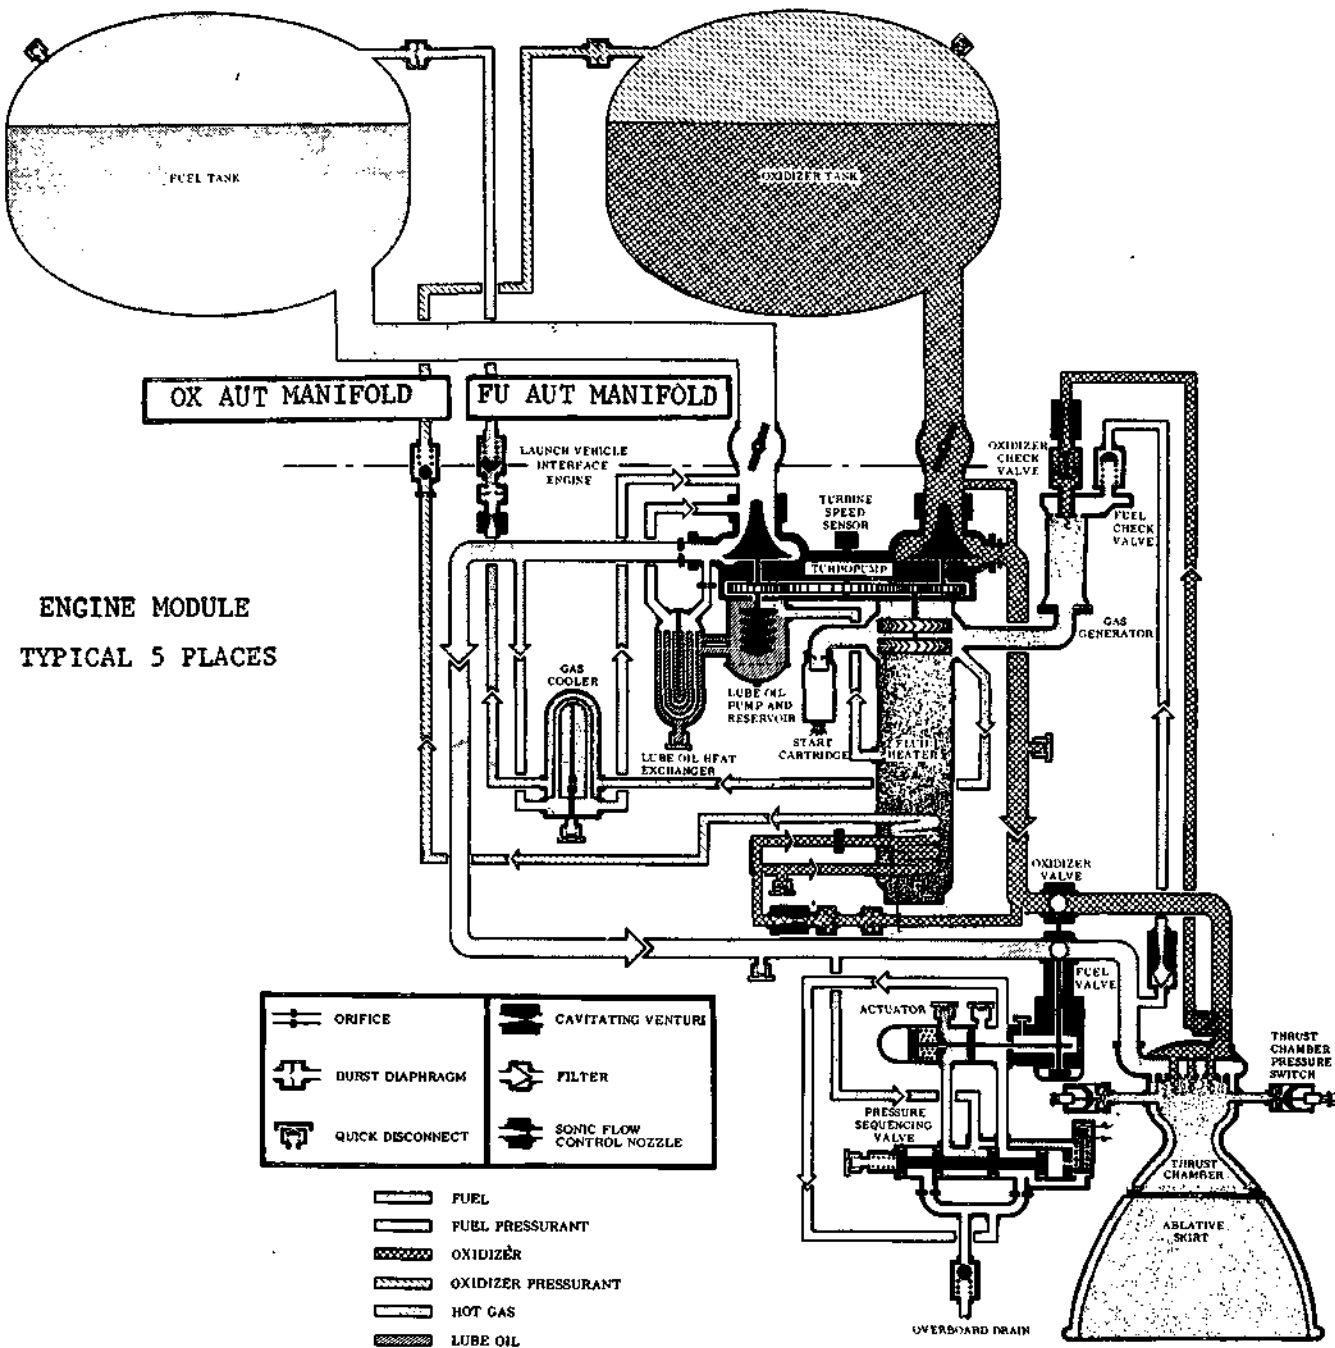 FUEL TANK
OXIDIZER TANK
OX AUT MANIFOLD
FU AUT MANIFOLD
LAUNCH VEHICLE
INTERFACE
ENGINE
OXIDIZER
CHECK
VALVE
TURBINE
SPEED
SENSOR
FUEL
CHECK
VALVE
TURBOPUMP
ENGINE MODULE
TYPICAL 5 PLACES
GAS
GENERATOR
GAS
COOLER
LUBE OIL
PUMP AND
RESERVOIR
START
CARTRIDGE
FLUID
HEATER
LUBE OIL HEAT
EXCHANGER
OXIDIZER
VALVE
FUEL
VALVE
ACTUATOR
ORIFICE
CAVITATING VENTURI
BURST DIAPHRAGM
FILTER
QUICK DISCONNECT
SONIC FLOW
CONTROL NOZZLE
THRUST
CHAMBER
PRESSURE
SWITCH
PRESSURE
SEQUENCING
VALVE
THRUST
CHAMBER
ABLATIVE
SKIRT
FUEL
FUEL PRESSURANT
OXIDIZER
OXIDIZER PRESSURANT
HOT GAS
LUBE OIL
OVERBOARD DRAIN